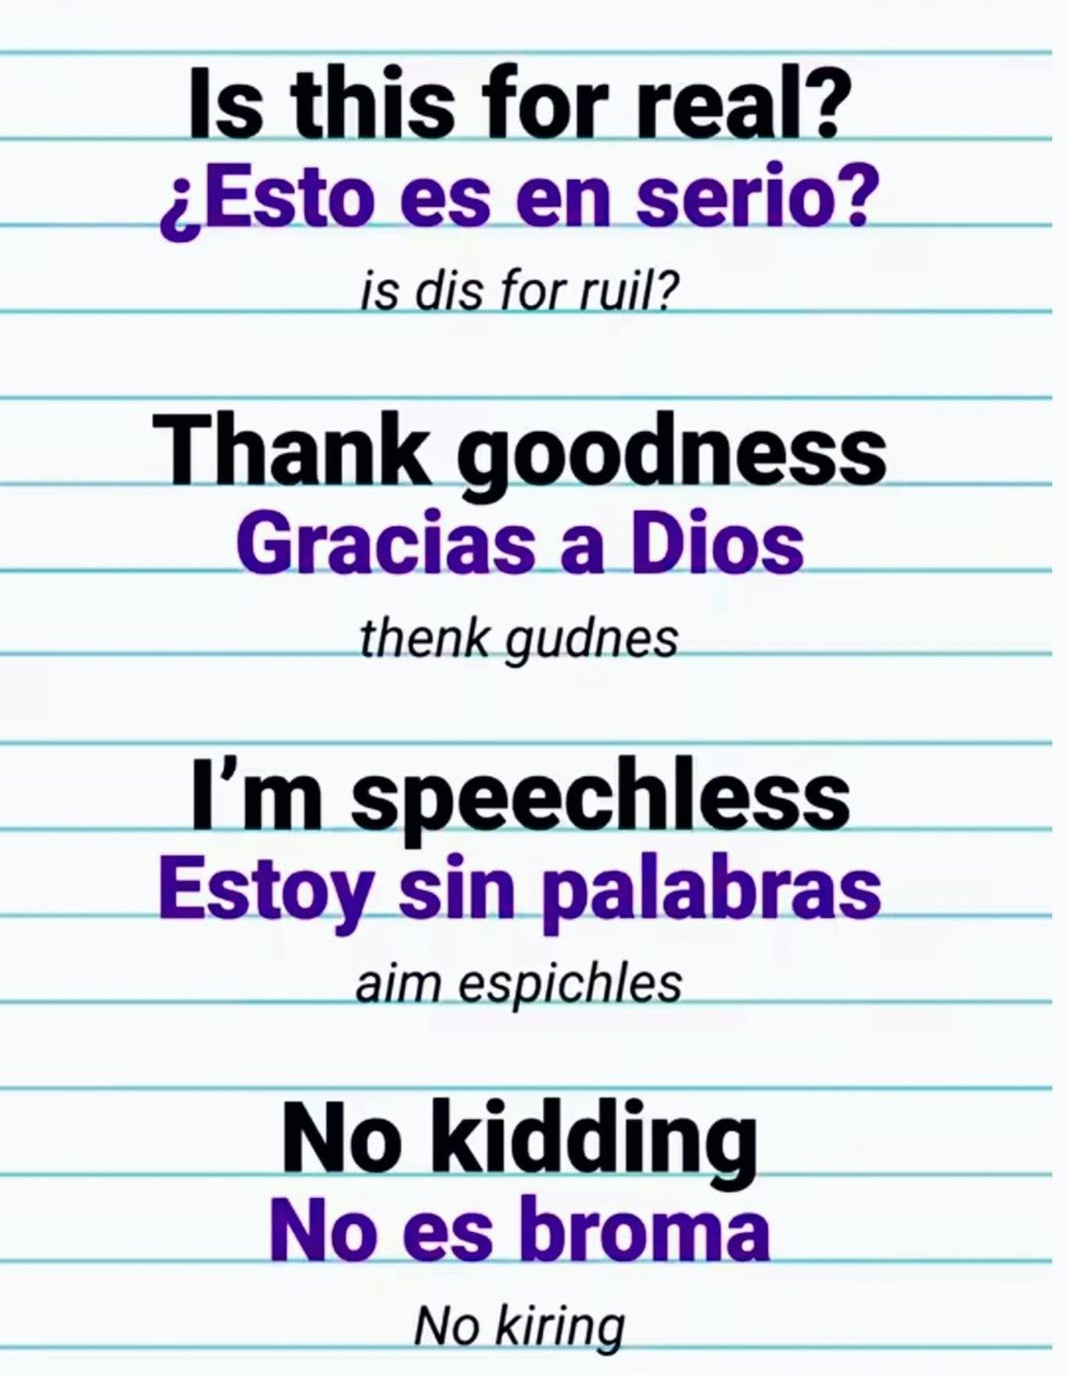 Is this for real?
¿Esto es en serio?
is dis for ruil?
Thank goodness
Gracias a Dios
thenk gudnes
I’m speechless
Estoy sin palabras
aim espichles
No kidding
No es broma
No kiring